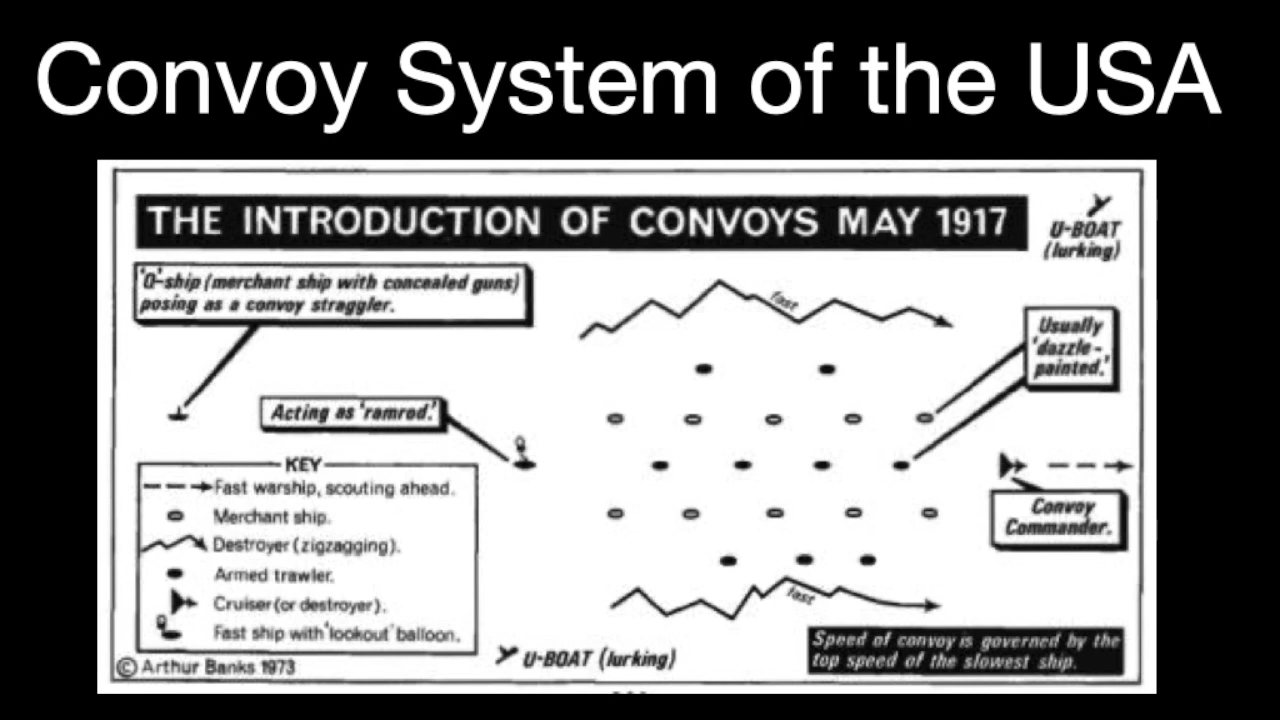 Convoy System of the USA
THE INTRODUCTION OF CONVOYS MAY 1917
U-BOAT
(lurking)
'Q'-ship (merchant ship with concealed guns)
posing as a convoy straggler.
fast
Usually
'dazzle-
painted.'
Acting as 'ramrod.'
KEY
Fast warship, scouting ahead.
Merchant ship.
Destroyer (zigzagging).
Armed trawler.
Cruiser (or destroyer).
Fast ship with 'lookout' balloon.
Convoy
Commander.
fast
Speed of convoy is governed by the
top speed of the slowest ship.
U-BOAT (lurking)
© Arthur Banks 1973